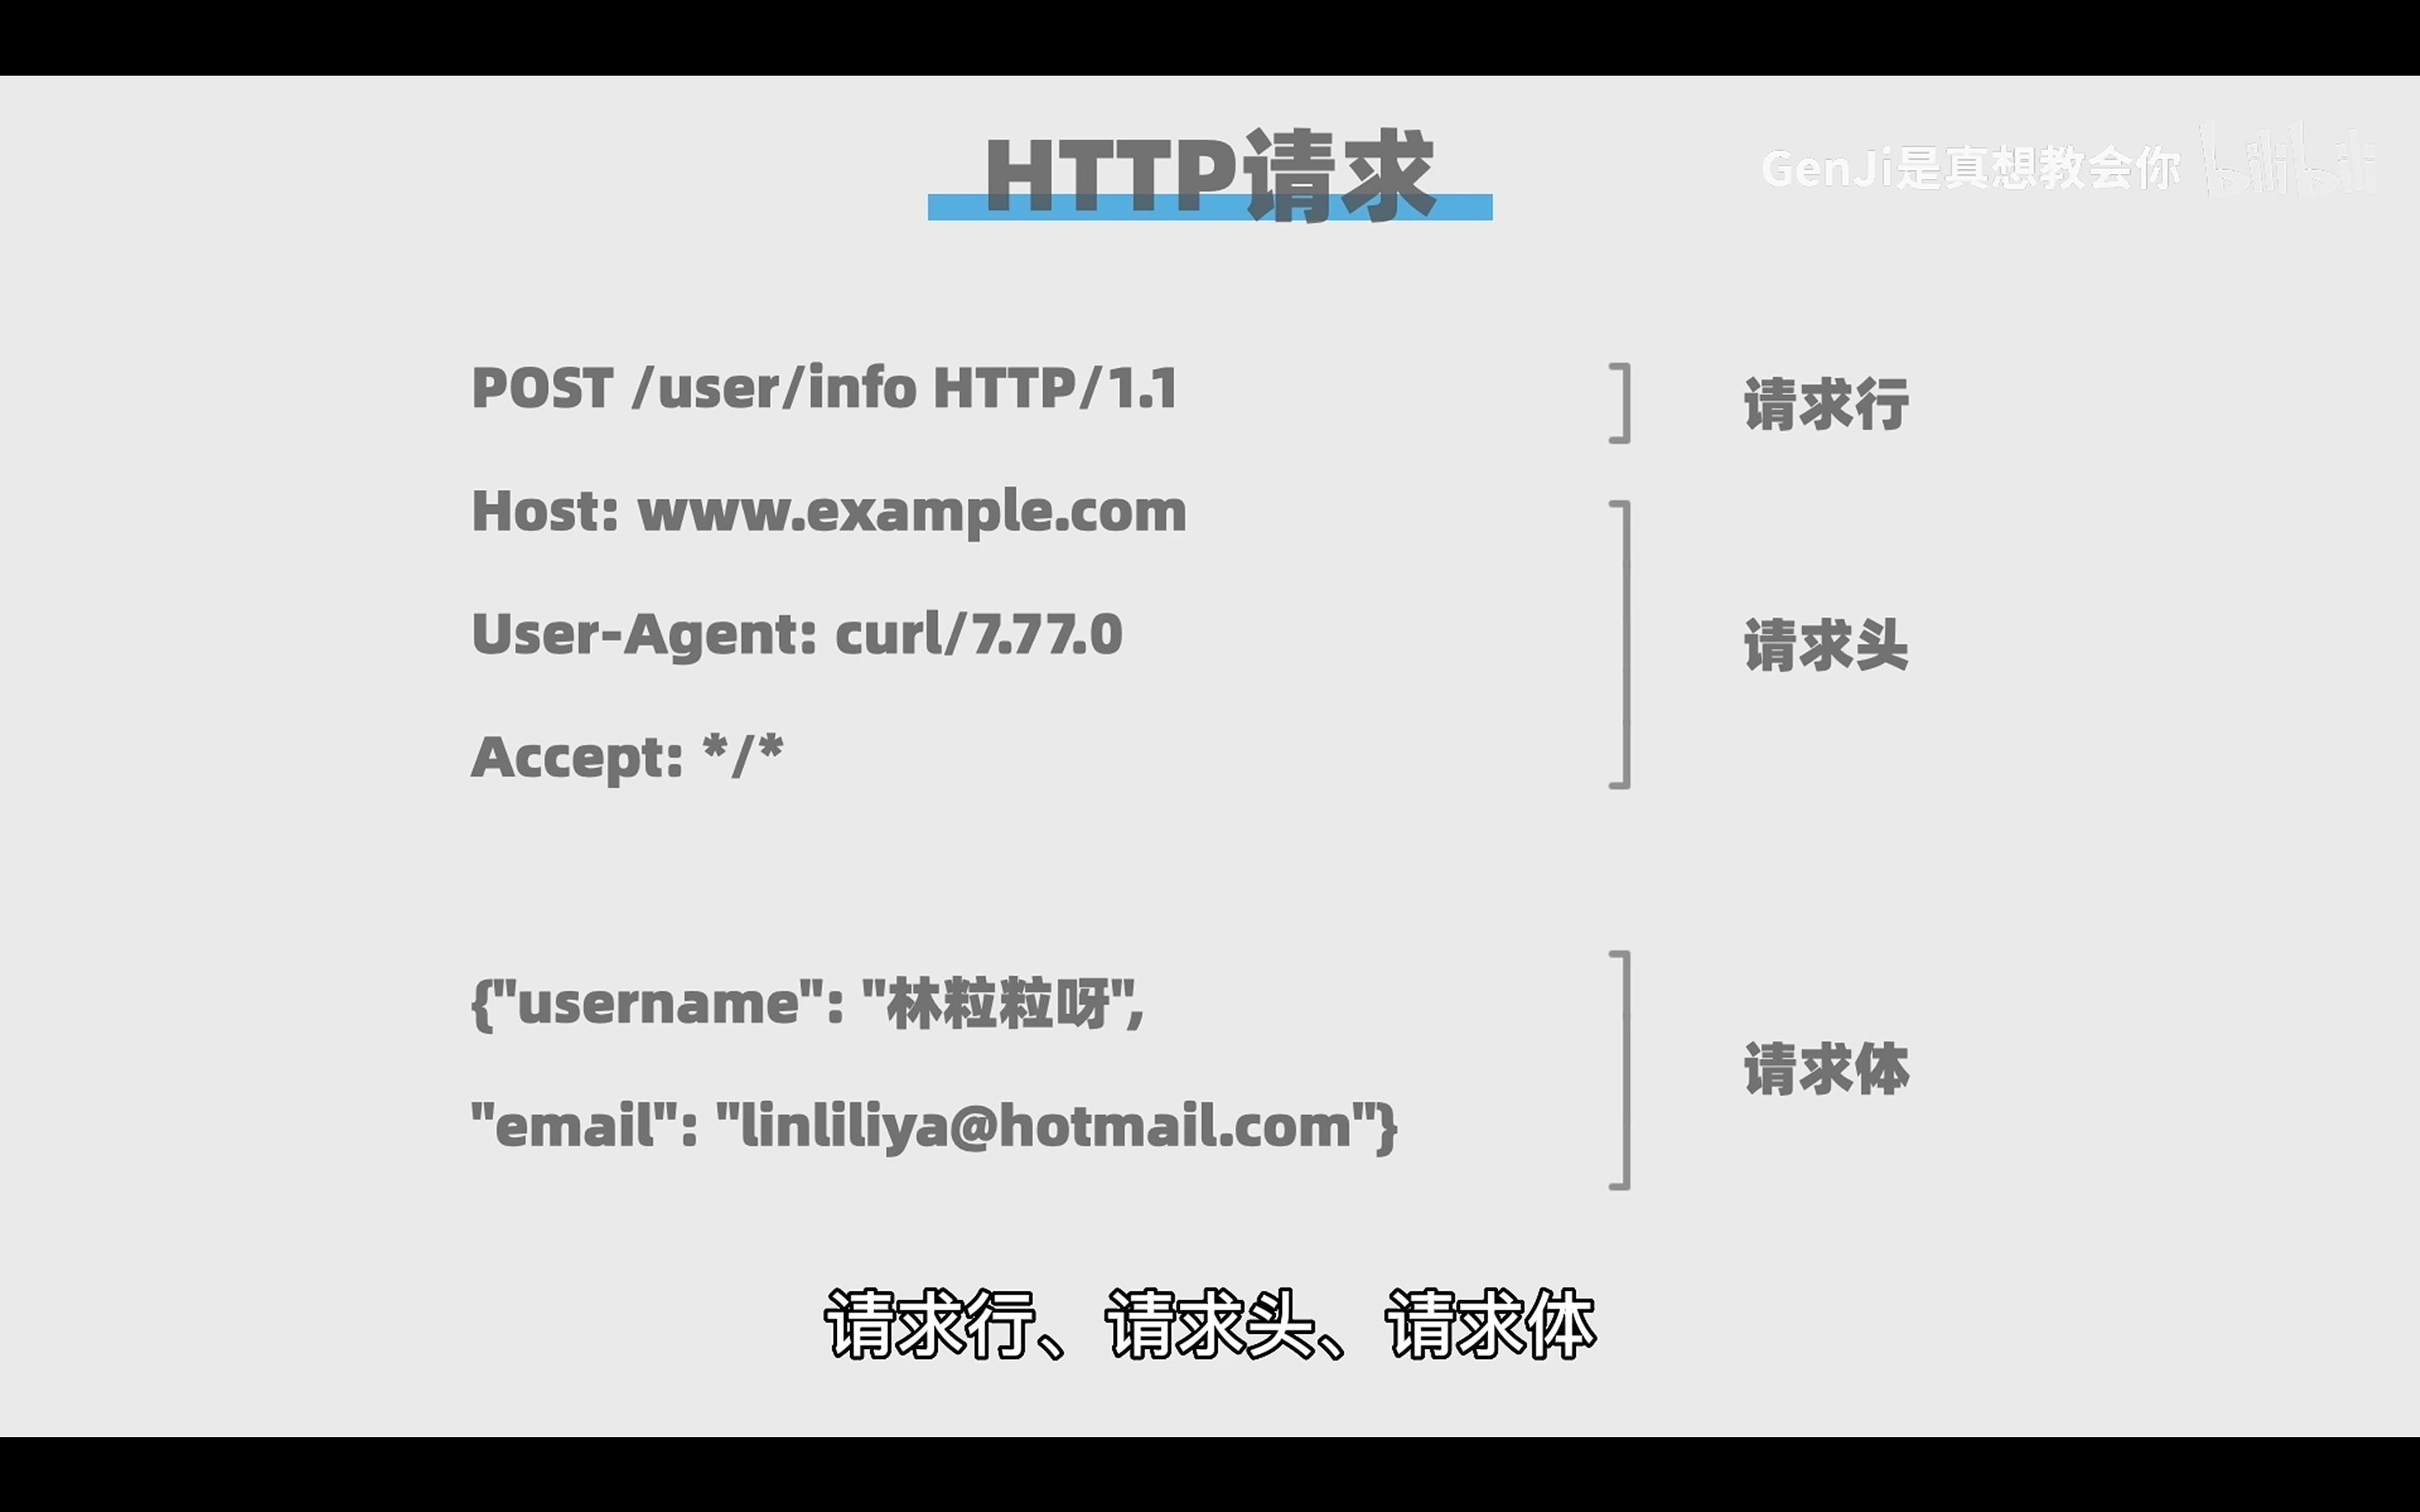 HTTP请求
GenJi是真想教会你 bilibili
POST /user/info HTTP/1.1
请求行
Host: www.example.com
User-Agent: curl/7.77.0
请求头
Accept: */*
{"username": "林粒粒呀",
请求体
"email": "linliliya@hotmail.com"}
请求行、请求头、请求体